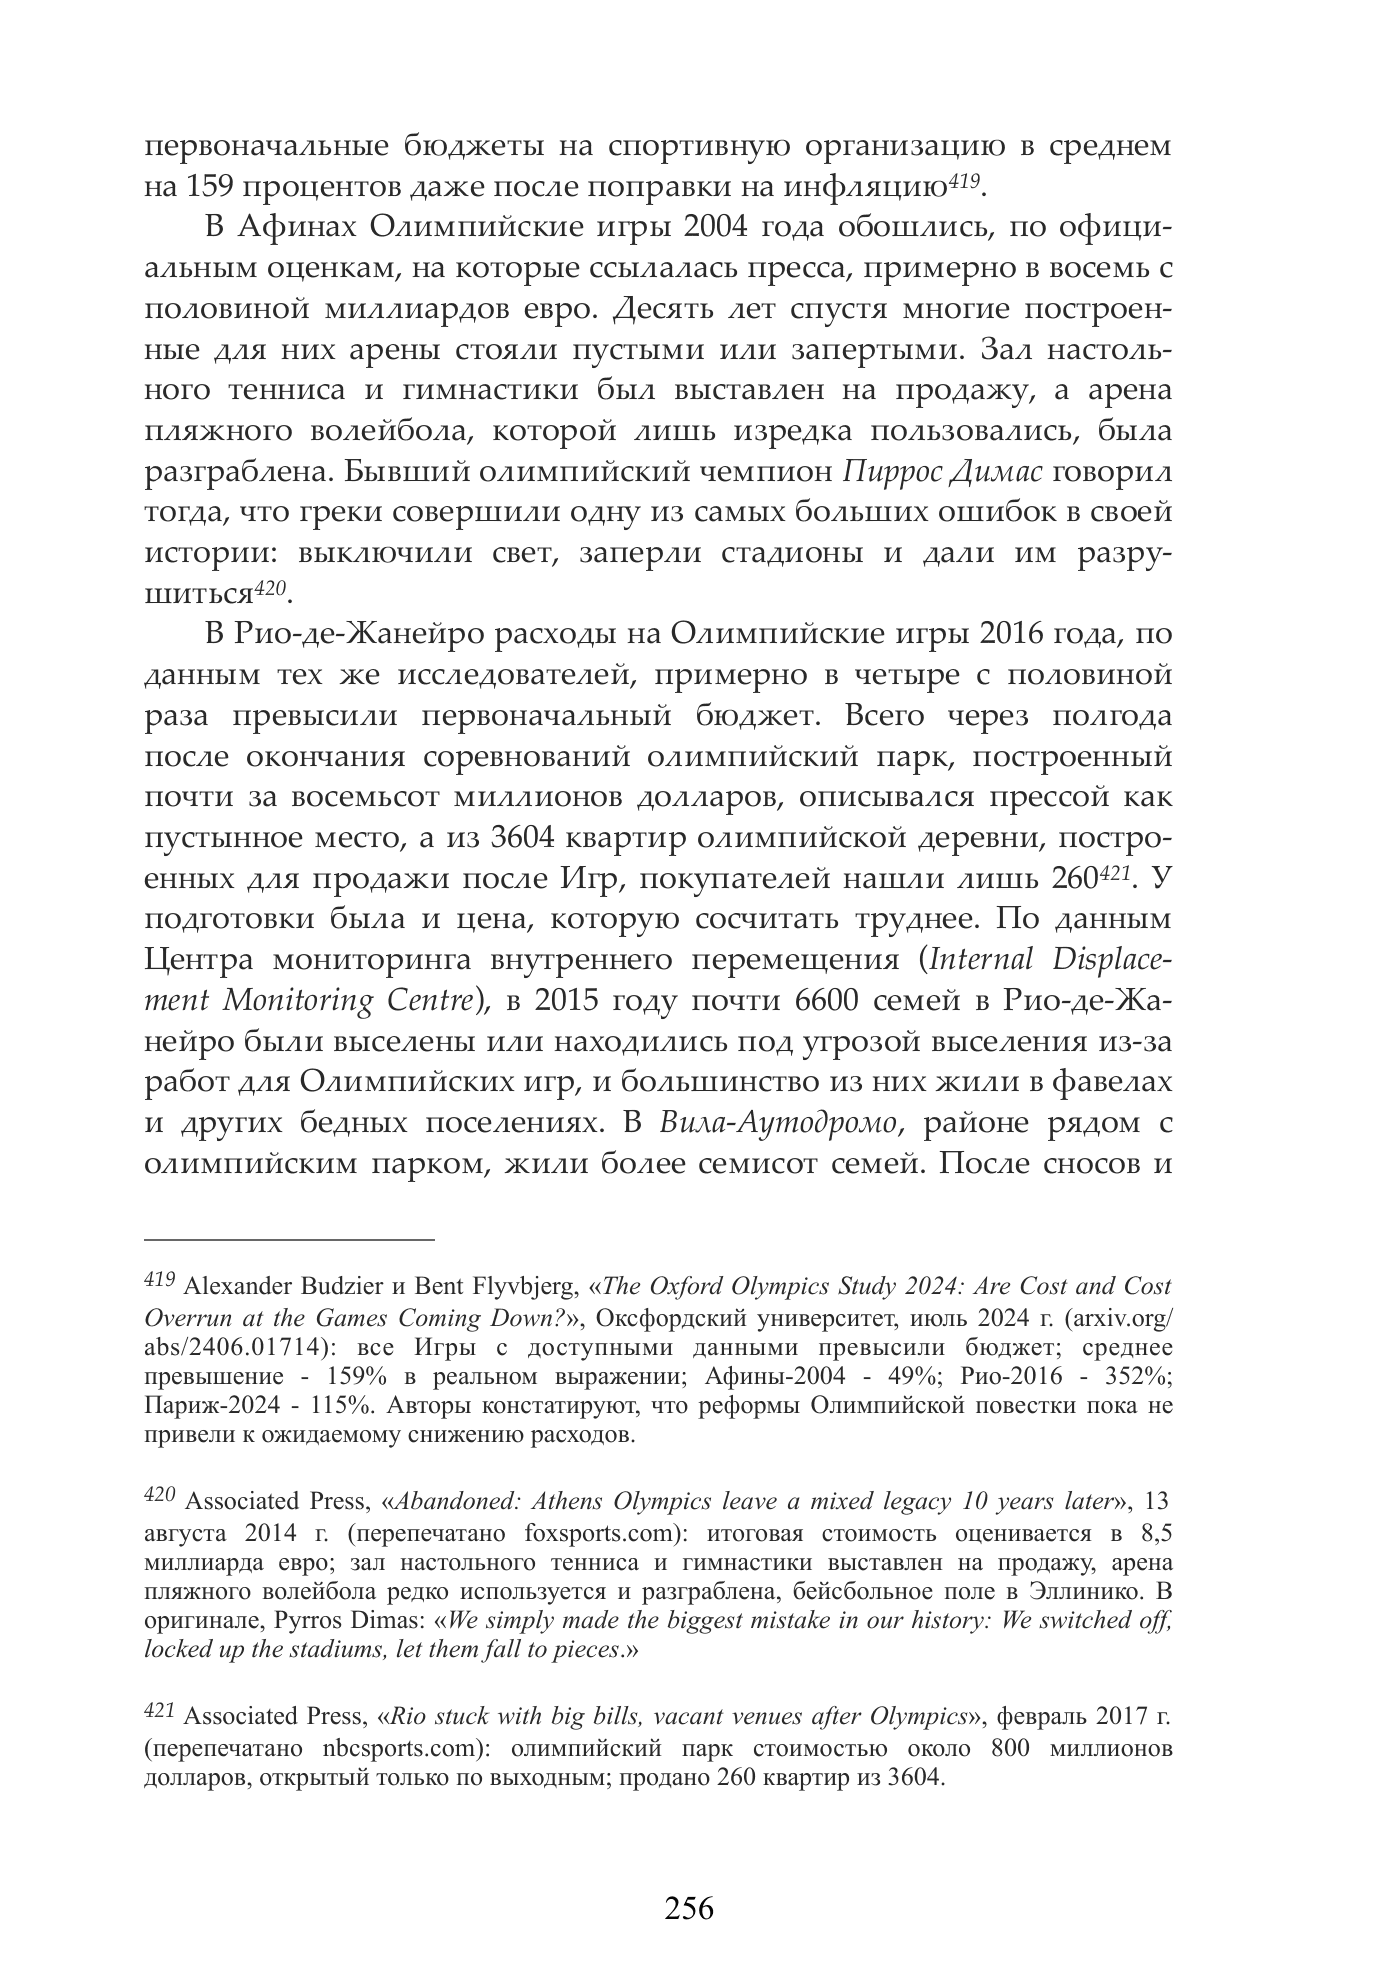 первоначальные бюджеты на спортивную организацию в среднем
на 159 процентов даже после поправки на инфляцию419.
В Афинах Олимпийские игры 2004 года обошлись, по офици-
альным оценкам, на которые ссылалась пресса, примерно в восемь с
половиной миллиардов евро. Десять лет спустя многие построен-
ные для них арены стояли пустыми или запертыми. Зал настоль-
ного тенниса и гимнастики был выставлен на продажу, а арена
пляжного волейбола, которой лишь изредка пользовались, была
разграблена. Бывший олимпийский чемпион Пиррос Димас говорил
тогда, что греки совершили одну из самых больших ошибок в своей
истории: выключили свет, заперли стадионы и дали им разру-
шиться420.
В Рио-де-Жанейро расходы на Олимпийские игры 2016 года, по
данным тех же исследователей, примерно в четыре с половиной
раза превысили первоначальный бюджет. Всего через полгода
после окончания соревнований олимпийский парк, построенный
почти за восемьсот миллионов долларов, описывался прессой как
пустынное место, а из 3604 квартир олимпийской деревни, постро-
енных для продажи после Игр, покупателей нашли лишь 260421. У
подготовки была и цена, которую сосчитать труднее. По данным
Центра мониторинга внутреннего перемещения (Internal Displace-
ment Monitoring Centre), в 2015 году почти 6600 семей в Рио-де-Жа-
нейро были выселены или находились под угрозой выселения из-за
работ для Олимпийских игр, и большинство из них жили в фавелах
и других бедных поселениях. В Вила-Аутодромо, районе рядом с
олимпийским парком, жили более семисот семей. После сносов и
419 Alexander Budzier и Bent Flyvbjerg, «The Oxford Olympics Study 2024: Are Cost and Cost
Overrun at the Games Coming Down?», Оксфордский университет, июль 2024 г. (arxiv.org/
abs/2406.01714): все Игры с доступными данными превысили бюджет; среднее
превышение - 159% в реальном выражении; Афины-2004 - 49%; Рио-2016 - 352%;
Париж-2024 - 115%. Авторы констатируют, что реформы Олимпийской повестки пока не
привели к ожидаемому снижению расходов.
420 Associated Press, «Abandoned: Athens Olympics leave a mixed legacy 10 years later», 13
августа 2014 г. (перепечатано foxsports.com): итоговая стоимость оценивается в 8,5
миллиарда евро; зал настольного тенниса и гимнастики выставлен на продажу, арена
пляжного волейбола редко используется и разграблена, бейсбольное поле в Эллинико. В
оригинале, Pyrros Dimas: «We simply made the biggest mistake in our history: We switched off,
locked up the stadiums, let them fall to pieces.»
421 Associated Press, «Rio stuck with big bills, vacant venues after Olympics», февраль 2017 г.
(перепечатано nbcsports.com): олимпийский парк стоимостью около 800 миллионов
долларов, открытый только по выходным; продано 260 квартир из 3604.
256